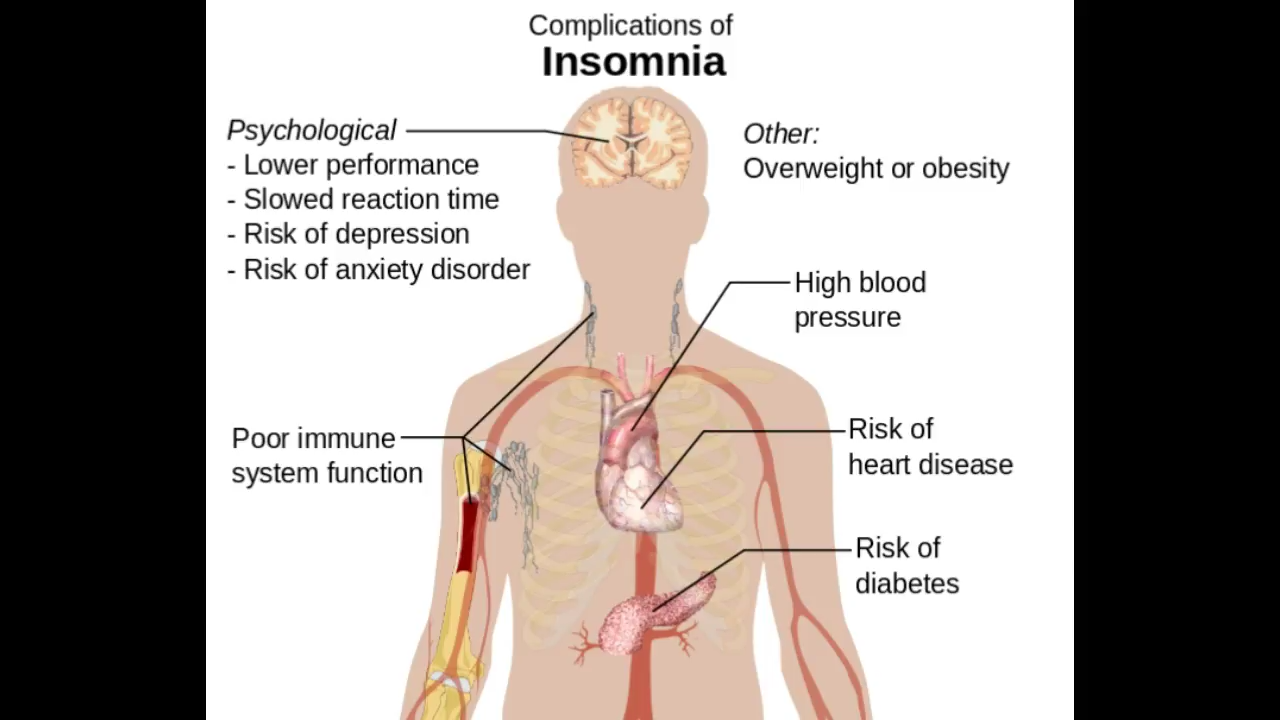 Complications of
Insomnia
Psychological
- Lower performance
- Slowed reaction time
- Risk of depression
- Risk of anxiety disorder
Other:
Overweight or obesity
High blood
pressure
Poor immune
system function
Risk of
heart disease
Risk of
diabetes